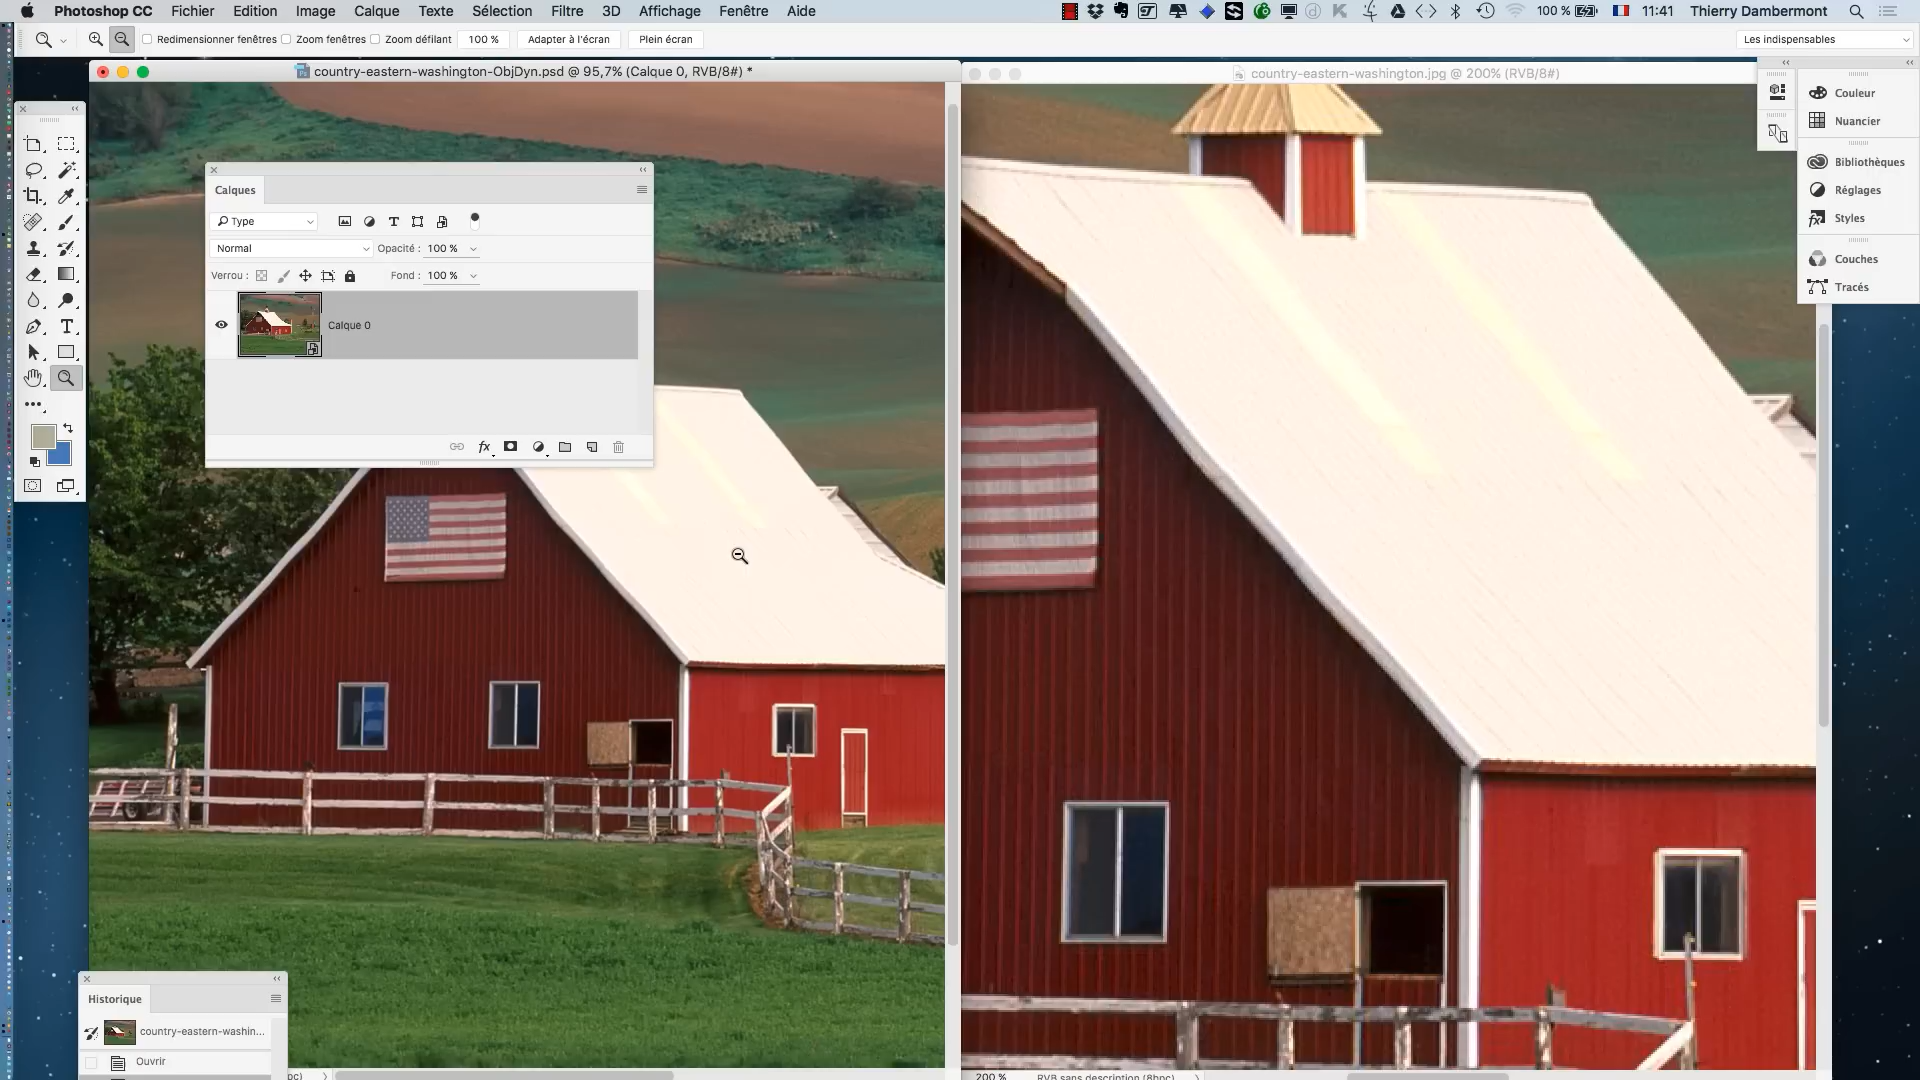 Photoshop CC Fichier Edition Image Calque Texte Sélection Filtre 3D Affichage Fenêtre Aide 100 % 11:41 Thierry Dambermont
Redimensionner fenêtres Zoom fenêtres Zoom défilant 100 % Adapter à l'écran Plein écran Les indispensables
country-eastern-washington-ObjDyn.psd @ 95,7% (Calque 0, RVB/8#) *
country-eastern-washington.jpg @ 200% (RVB/8#)
Couleur
Nuancier
Bibliothèques
Réglages
Styles
Couches
Tracés
Calques
Type
Normal Opacité : 100 %
Verrou : Fond : 100 %
Calque 0
Historique
country-eastern-washin...
Ouvrir
200 % RVB sans description (8bpc)